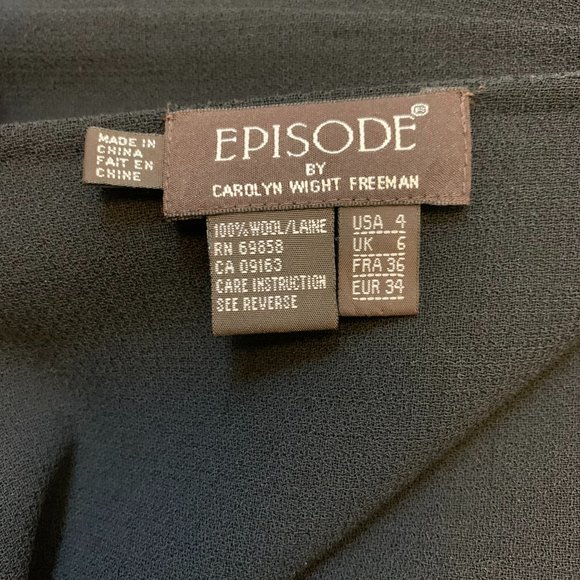 MADE IN
CHINA
FAIT EN
CHINE
EPISODE
BY
CAROLYN WIGHT FREEMAN
100% WOOL/LAINE
RN 69858
CA 09163
CARE INSTRUCTION
SEE REVERSE
USA 4
UK 6
FRA 36
EUR 34